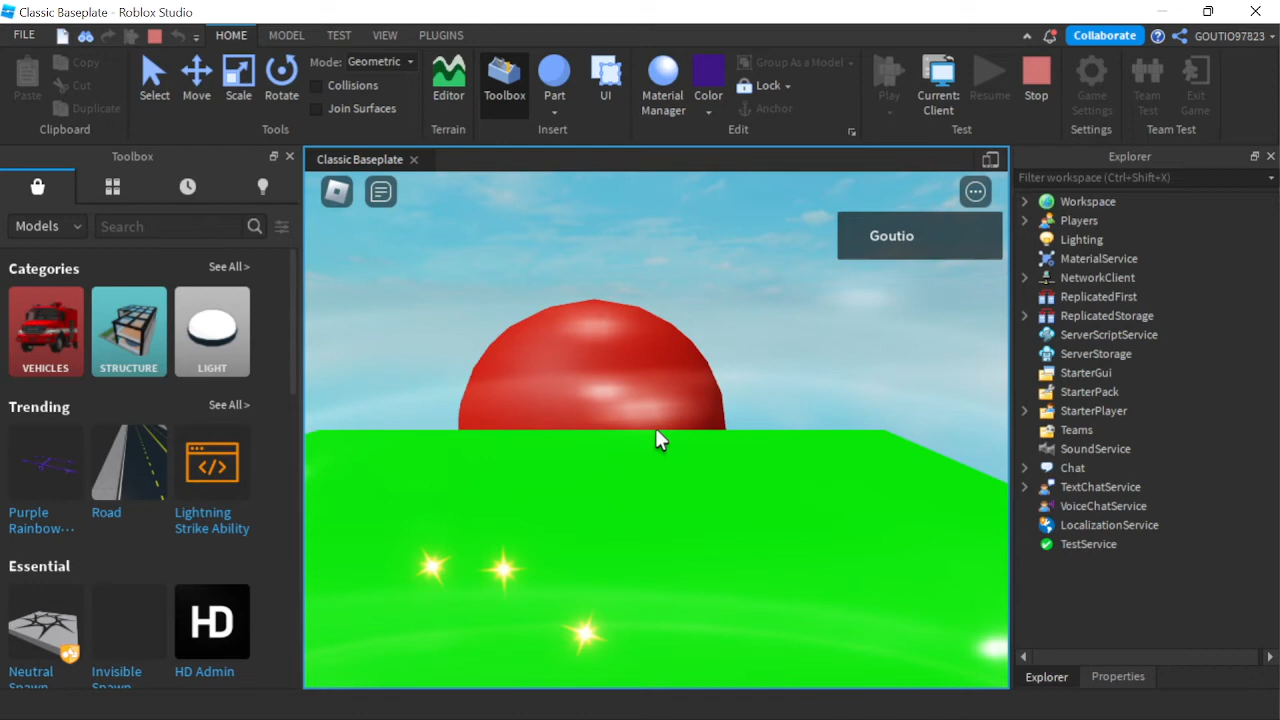 Classic Baseplate - Roblox Studio
FILE HOME MODEL TEST VIEW PLUGINS Collaborate GOUTIO97823
Paste
Copy
Cut
Duplicate
Clipboard
Select
Move
Scale
Rotate
Mode: Geometric
Collisions
Join Surfaces
Tools
Editor
Terrain
Toolbox
Part
UI
Insert
Material
Manager
Color
Group As a Model
Lock
Anchor
Edit
Play
Current:
Client
Resume
Stop
Test
Game
Settings
Settings
Team
Test
Exit
Game
Team Test
Toolbox
Models
Search
Categories See All >
VEHICLES STRUCTURE LIGHT
Trending See All >
Purple
Rainbow...
Road
Lightning
Strike Ability
Essential
HD
Neutral
Spawn
Invisible
Spawn
HD Admin
Classic Baseplate
Goutio
Explorer
Filter workspace (Ctrl+Shift+X)
Workspace
Players
Lighting
MaterialService
NetworkClient
ReplicatedFirst
ReplicatedStorage
ServerScriptService
ServerStorage
StarterGui
StarterPack
StarterPlayer
Teams
SoundService
Chat
TextChatService
VoiceChatService
LocalizationService
TestService
Explorer Properties